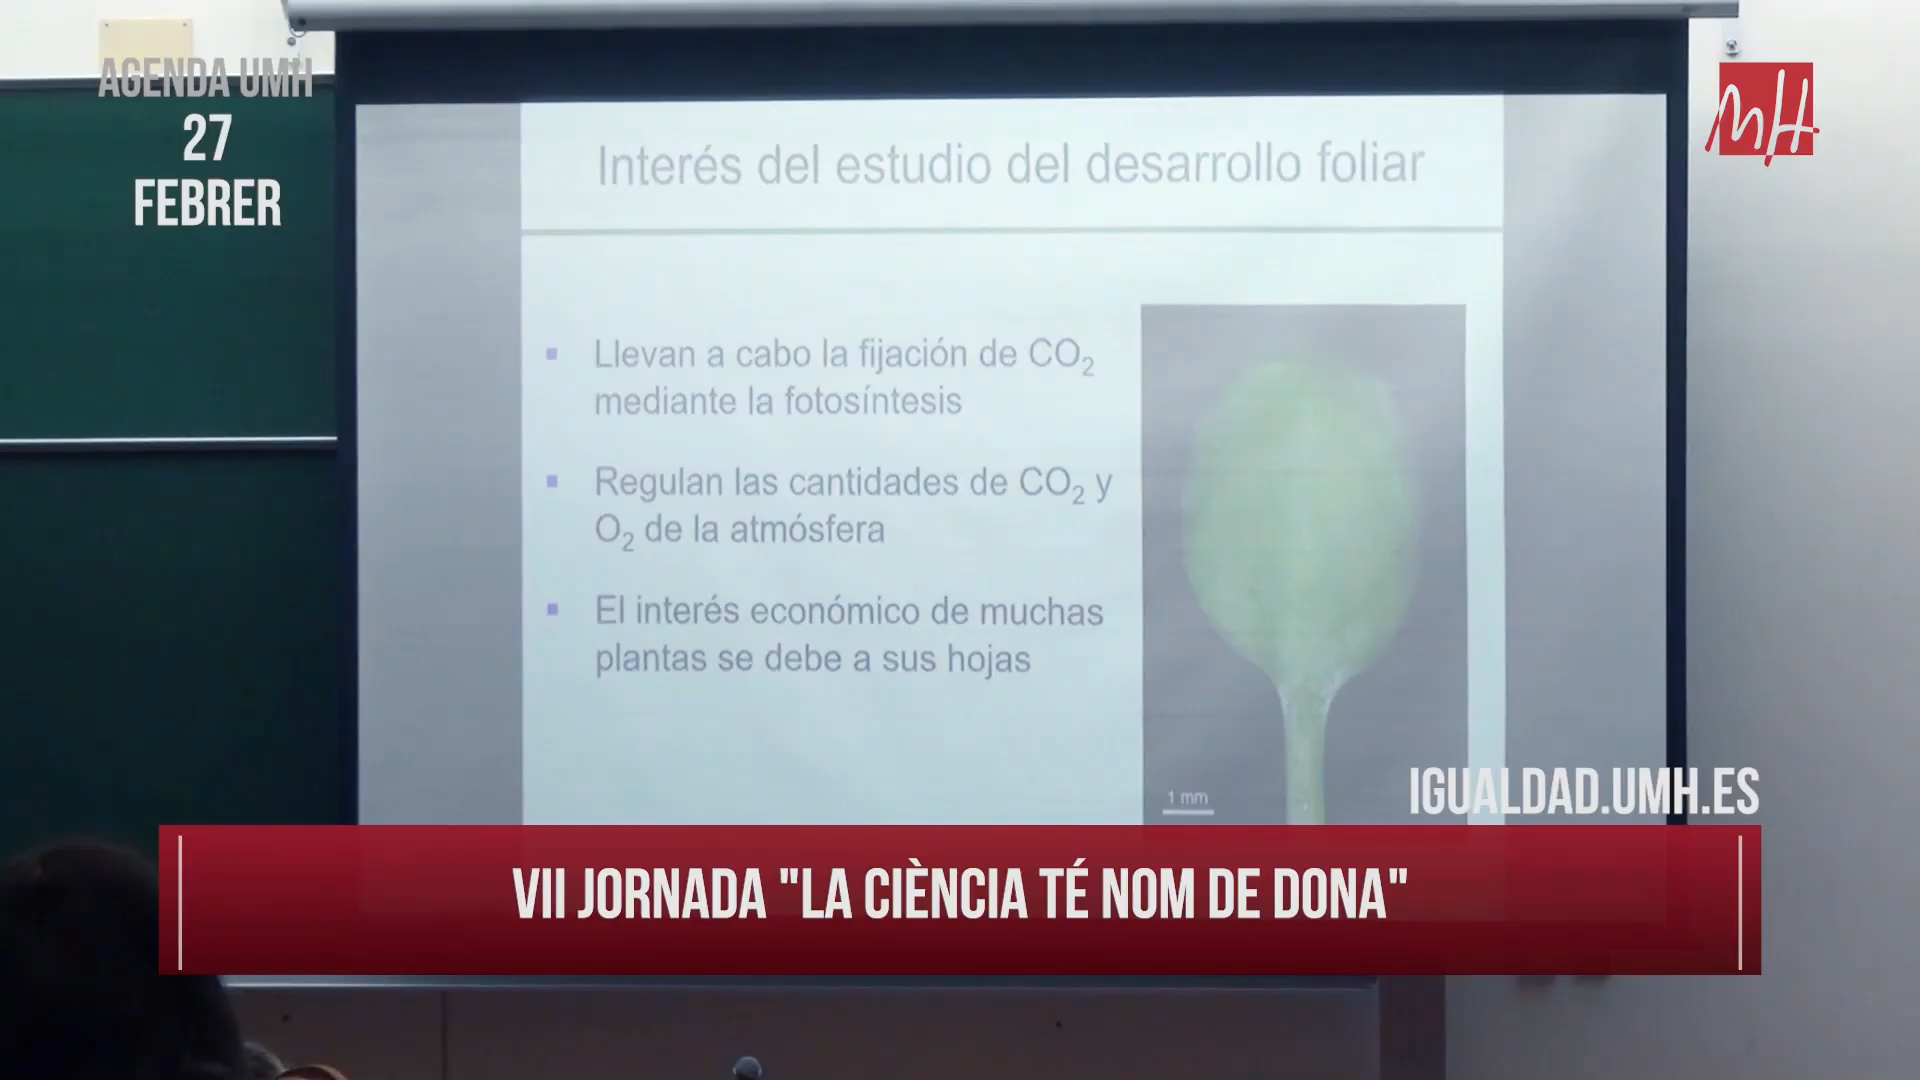 AGENDA UMH
27
FEBRER
MH
Interés del estudio del desarrollo foliar
▪ Llevan a cabo la fijación de CO₂
mediante la fotosíntesis
▪ Regulan las cantidades de CO₂ y
O₂ de la atmósfera
▪ El interés económico de muchas
plantas se debe a sus hojas
1 mm
IGUALDAD.UMH.ES
VII JORNADA "LA CIÈNCIA TÉ NOM DE DONA"